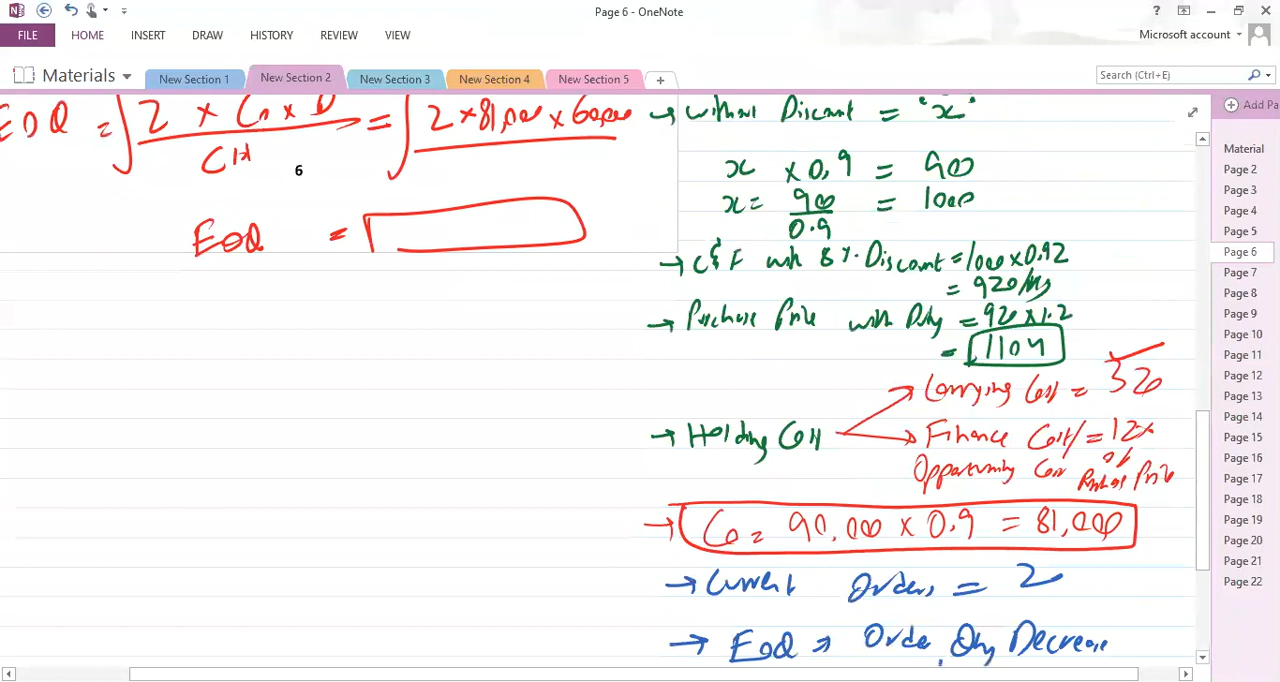 Page 6 - OneNote
FILE HOME INSERT DRAW HISTORY REVIEW VIEW
Microsoft account
Materials New Section 1 New Section 2 New Section 3 New Section 4 New Section 5
Search (Ctrl+E)
Add Pa
EOQ = √ 2 × Co × D / CH = √ 2 × 81,000 × 60,000
6
EOQ =
→ without Discount = "x"
x × 0.9 = 900
x = 900 / 0.9 = 1000
→ C&F with 8%. Discount = 1000 × 0.92
= 920/kg
→ Purchase Price with Duty = 920 × 1.2
= 1104
→ Holding Cost
Carrying Cost = 320
Finance Cost/ = 12%
Opportunity Cost
of Purchase Price
→ Co = 90,000 × 0.9 = 81,000
→ Current Orders = 2
→ EOQ ⇒ Order Qty Decrease
Material
Page 2
Page 3
Page 4
Page 5
Page 6
Page 7
Page 8
Page 9
Page 10
Page 11
Page 12
Page 13
Page 14
Page 15
Page 16
Page 17
Page 18
Page 19
Page 20
Page 21
Page 22